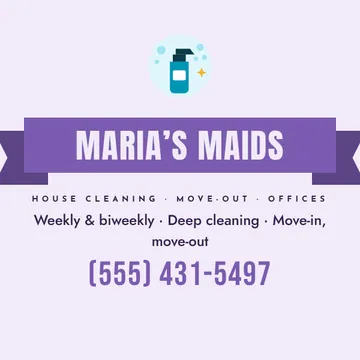 MARIA'S MAIDS
HOUSE CLEANING · MOVE-OUT · OFFICES
Weekly & biweekly · Deep cleaning · Move-in,
move-out
(555) 431-5497